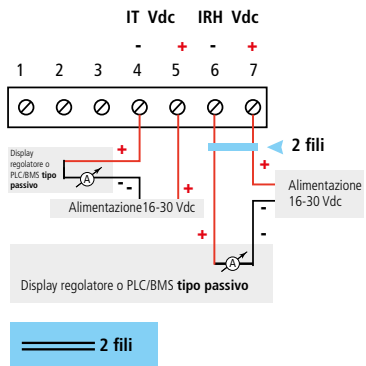 IT Vdc IRH Vdc
- + - +
1 2 3 4 5 6 7
2 fili
Display
regolatore o
PLC/BMS tipo
passivo
+
A
- -
+
Alimentazione16-30 Vdc
+
Alimentazione
16-30 Vdc
-
-
+
A
Display regolatore o PLC/BMS tipo passivo
2 fili